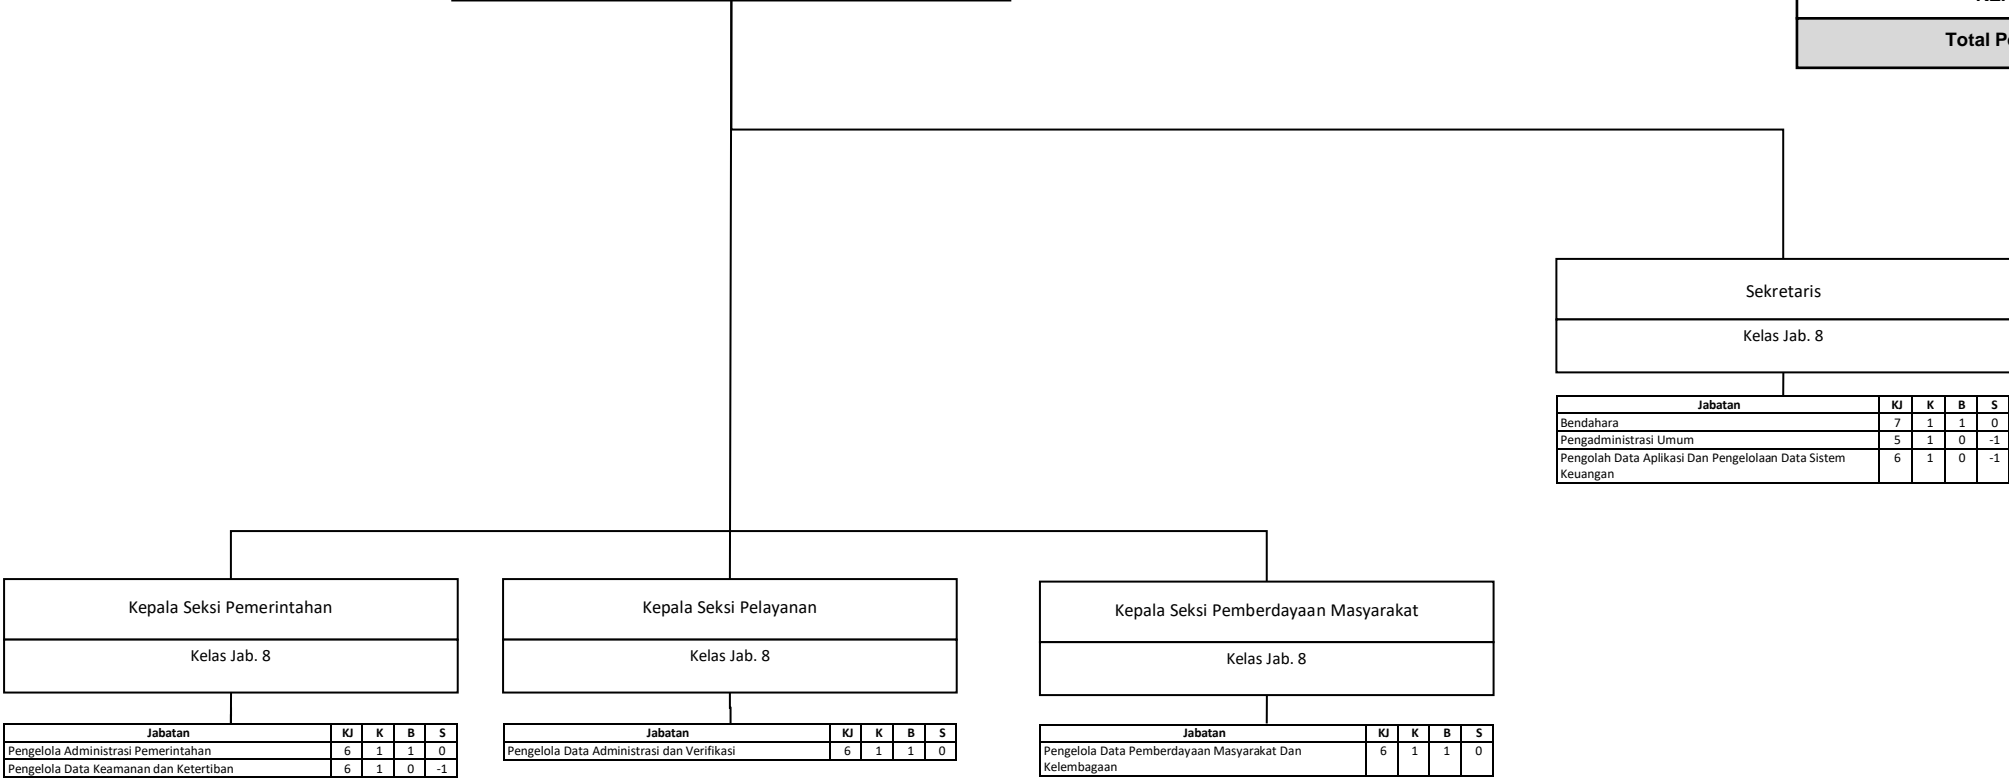 Total
Sekretaris
Kelas Jab. 8
Jabatan KJ K B S
Bendahara 7 1 1 0
Pengadministrasi Umum 5 1 0 -1
Pengolah Data Aplikasi Dan Pengelolaan Data Sistem 6 1 0 -1
Keuangan
Kepala Seksi Pemerintahan
Kelas Jab. 8
Jabatan KJ K B S
Pengelola Administrasi Pemerintahan 6 1 1 0
Pengelola Data Keamanan dan Ketertiban 6 1 0 -1
Kepala Seksi Pelayanan
Kelas Jab. 8
Jabatan KJ K B S
Pengelola Data Administrasi dan Verifikasi 6 1 1 0
Kepala Seksi Pemberdayaan Masyarakat
Kelas Jab. 8
Jabatan KJ K B S
Pengelola Data Pemberdayaan Masyarakat Dan 6 1 1 0
Kelembagaan